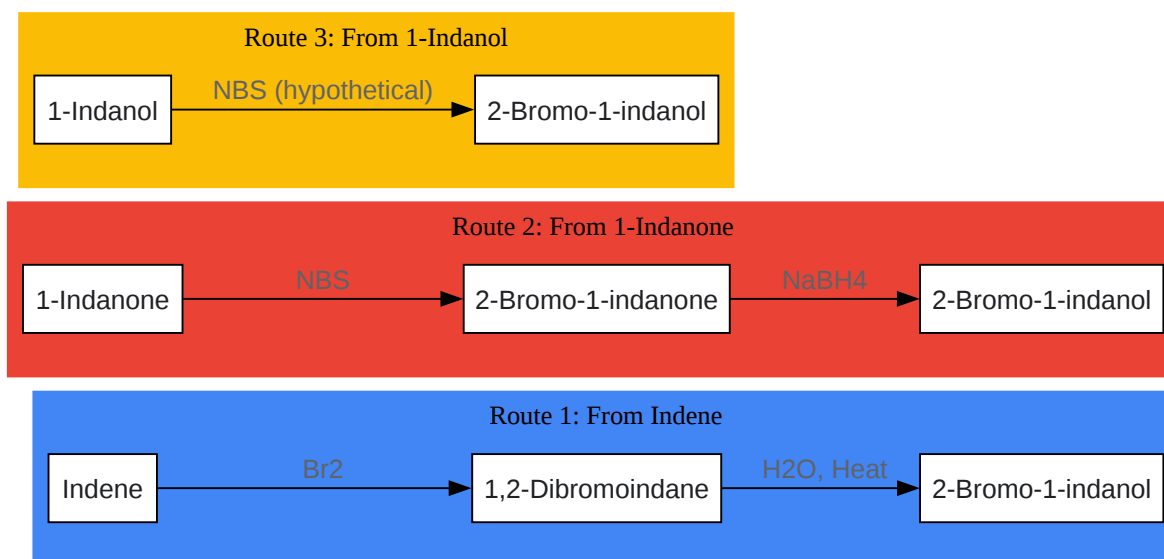 Route 3: From 1-Indanol
1-Indanol
NBS (hypothetical)
2-Bromo-1-indanol
Route 2: From 1-Indanone
1-Indanone
NBS
2-Bromo-1-indanone
NaBH4
2-Bromo-1-indanol
Route 1: From Indene
Indene
Br2
1,2-Dibromoindane
H2O, Heat
2-Bromo-1-indanol